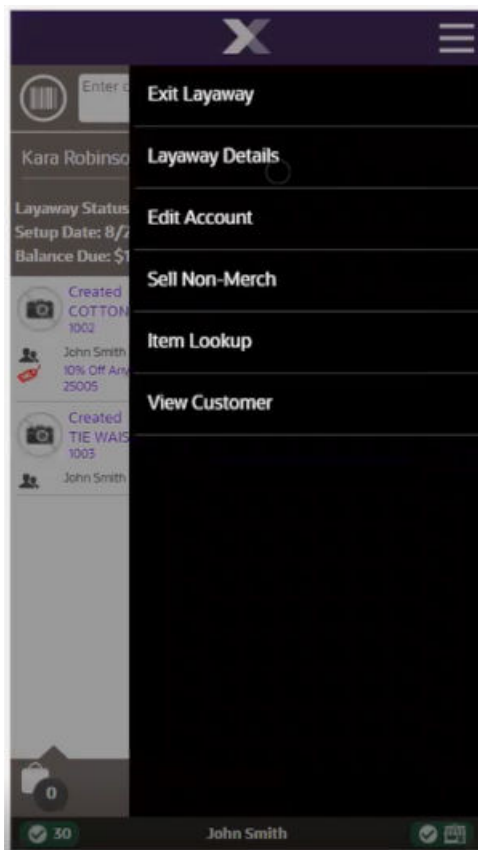 X
Enter
Exit Layaway
Kara Robinso
Layaway Details
Layaway Status
Setup Date: 8/2
Balance Due: $1
Edit Account
Sell Non-Merch
Created
COTTON
1002
Item Lookup
John Smith
10% Off Any
25005
View Customer
Created
TIE WAIS
1003
John Smith
0
30
John Smith